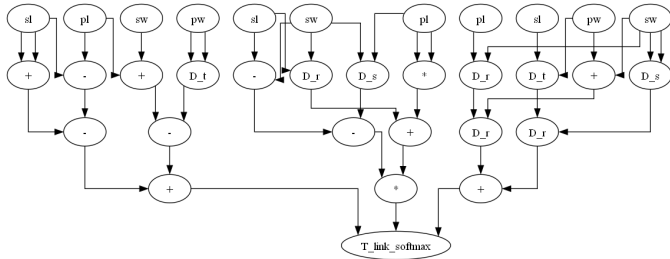 sl pl sw pw sl sw pl pl sl pw sw
+ - + D_t - D_r D_s * D_r D_t + D_s
- - - + D_r D_r
+ * +
T_link_softmax